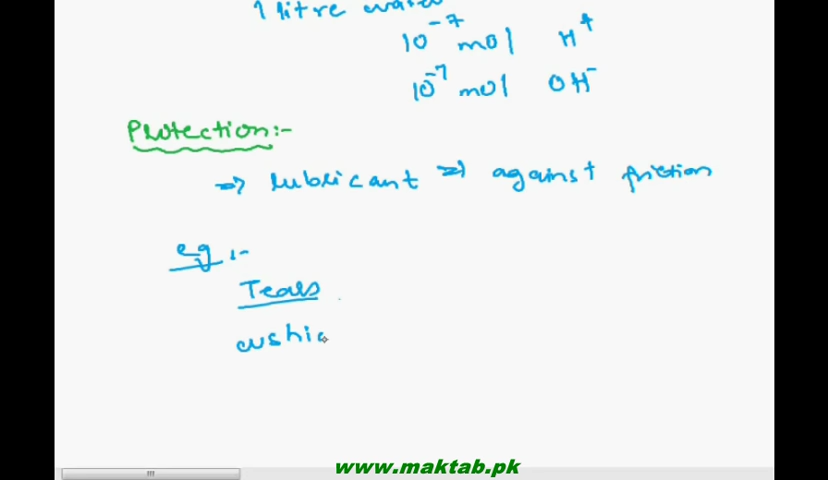 1 litre water
10⁻⁷ mol H⁺
10⁻⁷ mol OH⁻
Protection:-
⇒ lubricant ⇒ against friction
eg:-
Tears
cushio
www.maktab.pk